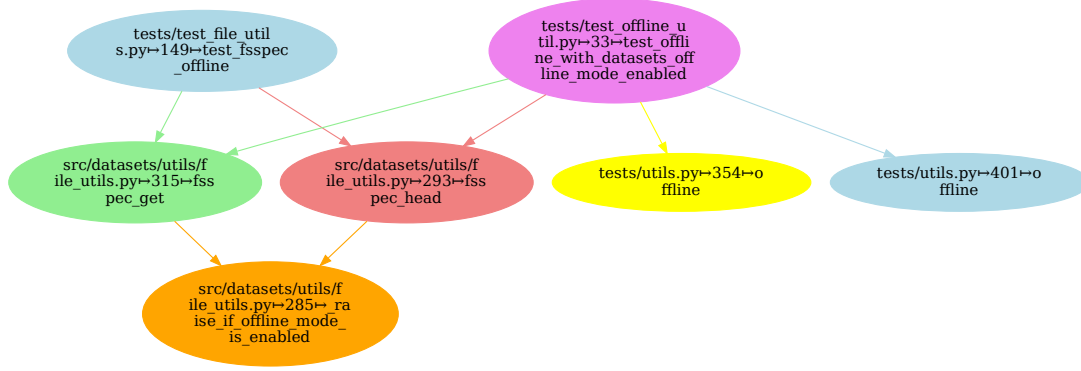 tests/test_file_util
s.py↦149↦test_fsspec
_offline
tests/test_offline_u
til.py↦33↦test_offli
ne_with_datasets_off
line_mode_enabled
src/datasets/utils/f
ile_utils.py↦315↦fss
pec_get
src/datasets/utils/f
ile_utils.py↦293↦fss
pec_head
tests/utils.py↦354↦o
ffline
tests/utils.py↦401↦o
ffline
src/datasets/utils/f
ile_utils.py↦285↦_ra
ise_if_offline_mode_
is_enabled